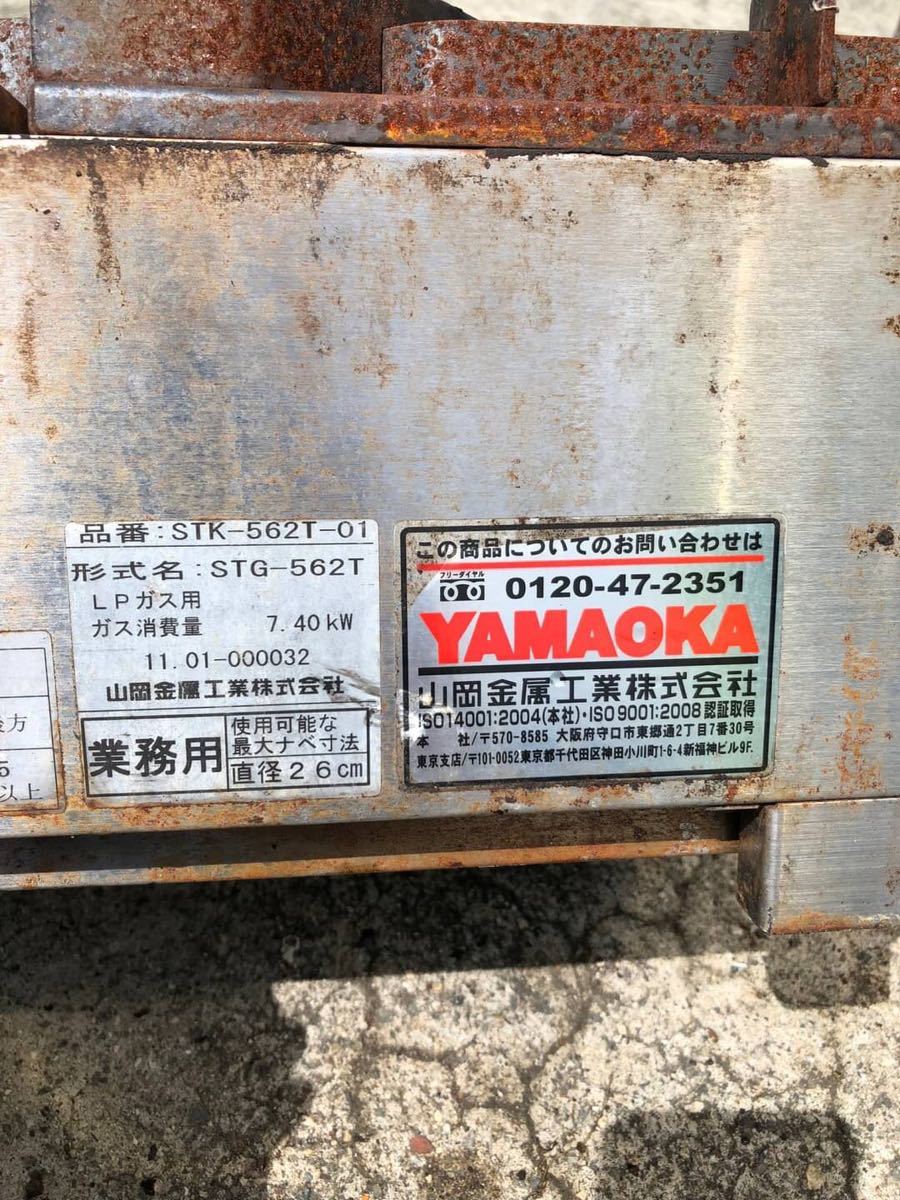 品番:STK-562T-01
形式名:STG-562T
LPガス用
ガス消費量 7.40kW
11.01-000032
山岡金属工業株式会社
業務用
使用可能な
最大ナベ寸法
直径26cm
この商品についてのお問い合わせは
フリーダイヤル
0120-47-2351
YAMAOKA
山岡金属工業株式会社
ISO14001:2004(本社)・ISO9001:2008 認証取得
本 社/〒570-8585 大阪府守口市東郷通2丁目7番30号
東京支店/〒101-0052東京都千代田区神田小川町1-6-4新福神ビル9F.
後方
5
以上